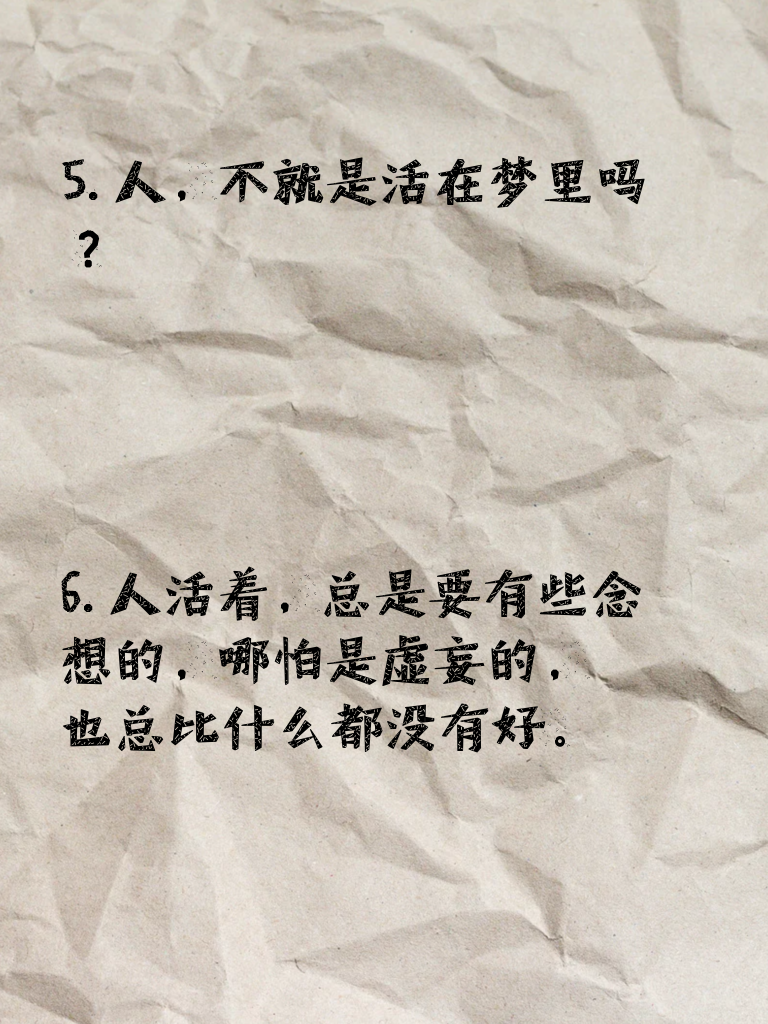 5. 人，不就是活在梦里吗
？
6. 人活着，总是要有些念
想的，哪怕是虚妄的，
也总比什么都没有好。